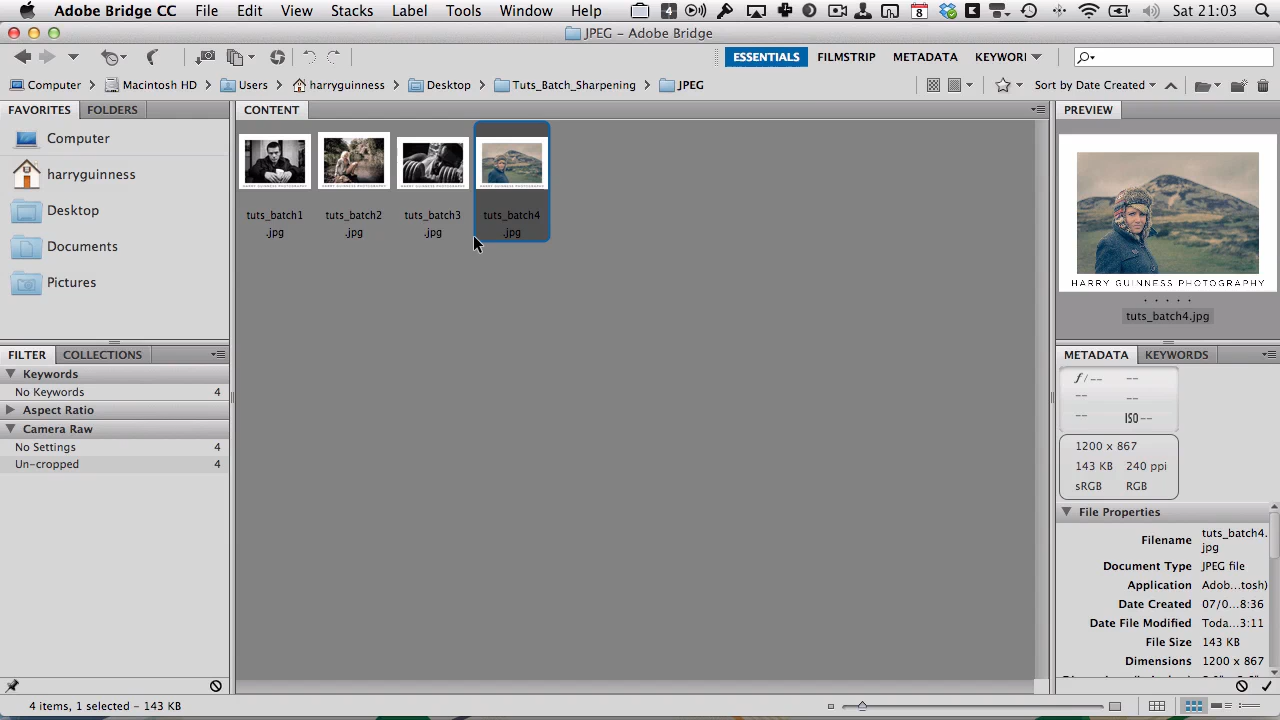 Adobe Bridge CC File Edit View Stacks Label Tools Window Help 4 8 Sat 21:03
JPEG – Adobe Bridge
ESSENTIALS FILMSTRIP METADATA KEYWORI
Computer Macintosh HD Users harryguinness Desktop Tuts_Batch_Sharpening JPEG Sort by Date Created
FAVORITES FOLDERS
Computer
harryguinness
Desktop
Documents
Pictures
FILTER COLLECTIONS
Keywords
No Keywords 4
Aspect Ratio
Camera Raw
No Settings 4
Un-cropped 4
CONTENT
tuts_batch1
.jpg
tuts_batch2
.jpg
tuts_batch3
.jpg
tuts_batch4
.jpg
PREVIEW
HARRY GUINNESS PHOTOGRAPHY
tuts_batch4.jpg
METADATA KEYWORDS
f/-- --
-- --
-- ISO --
1200 x 867
143 KB 240 ppi
sRGB RGB
File Properties
Filename tuts_batch4.
jpg
Document Type JPEG file
Application Adob...tosh)
Date Created 07/0...8:36
Date File Modified Toda...3:11
File Size 143 KB
Dimensions 1200 x 867
4 items, 1 selected – 143 KB